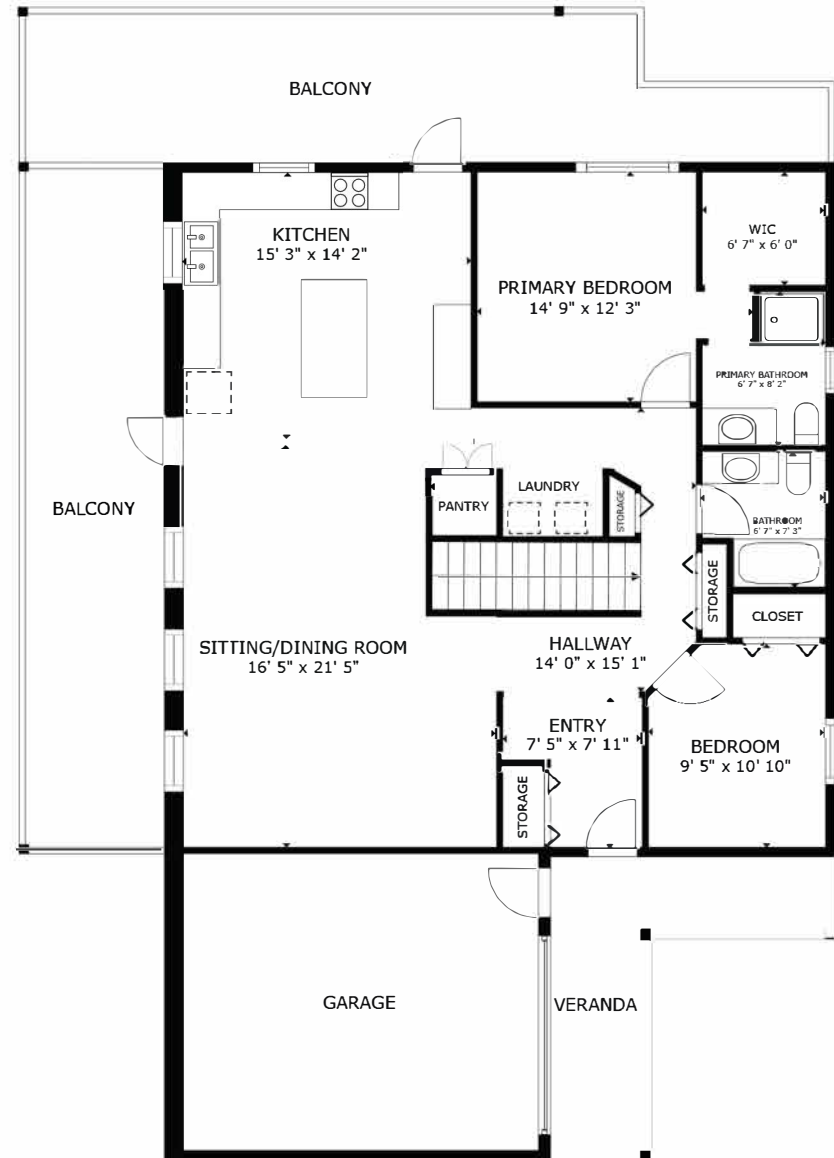 BALCONY
KITCHEN
15' 3" x 14' 2"
WIC
6' 7" x 6' 0"
PRIMARY BEDROOM
14' 9" x 12' 3"
PRIMARY BATHROOM
6' 7" x 8' 2"
BALCONY
PANTRY
LAUNDRY
STORAGE
BATHROOM
6' 7" x 7' 3"
STORAGE
CLOSET
SITTING/DINING ROOM
16' 5" x 21' 5"
HALLWAY
14' 0" x 15' 1"
ENTRY
7' 5" x 7' 11"
BEDROOM
9' 5" x 10' 10"
STORAGE
GARAGE
VERANDA